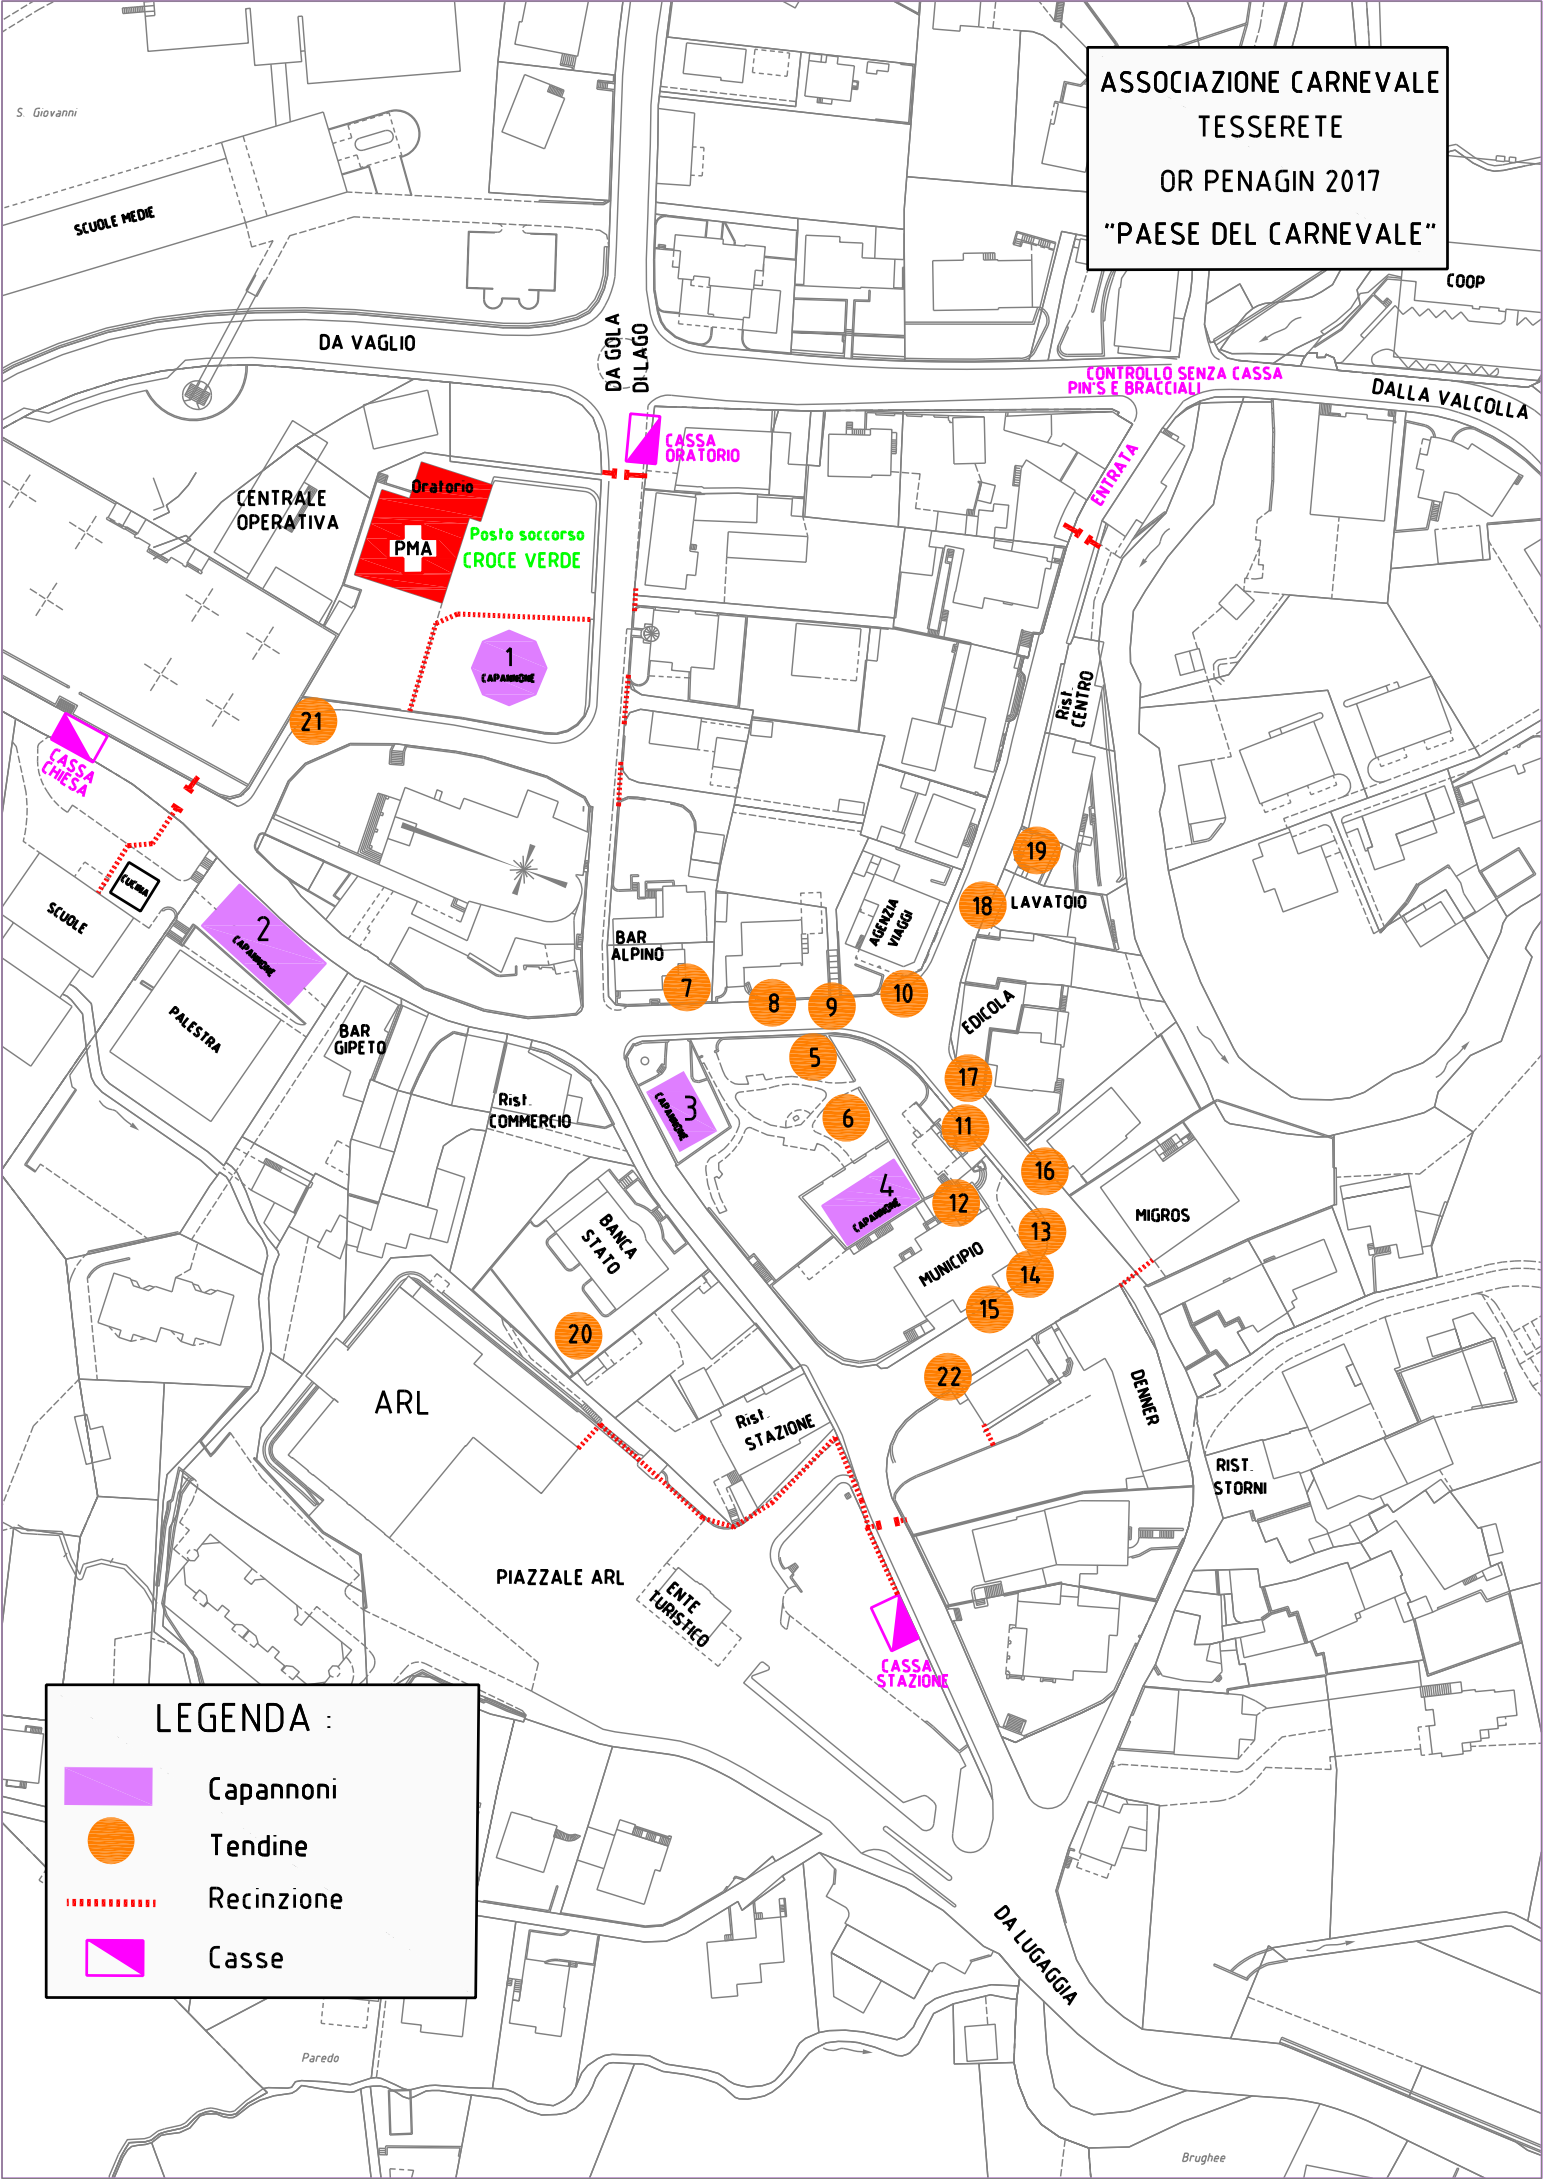 ASSOCIAZIONE CARNEVALE
TESSERETE
OR PENAGIN 2017
"PAESE DEL CARNEVALE"
S. Giovanni
SCUOLE MEDIE
COOP
DA VAGLIO
DA GOLA
DI LAGO
CONTROLLO SENZA CASSA
PIN'S E BRACCIALI
DALLA VALCOLLA
CASSA
ORATORIO
ENTRATA
Oratorio
CENTRALE
OPERATIVA
PMA
Posto soccorso
CROCE VERDE
1
CAPANNONE
21
Rist.
CENTRO
CASSA
CHIESA
19
CUCINA
18
LAVATOIO
SCUOLE
2
CAPANNONE
AGENZIA
VIAGGI
BAR
ALPINO
7
8
9
10
EDICOLA
PALESTRA
BAR
GIPETO
5
17
Rist.
COMMERCIO
3
CAPANNONE
6
11
16
4
CAPANNONE
12
MIGROS
BANCA
STATO
13
MUNICIPIO
14
15
20
22
ARL
DENNER
Rist.
STAZIONE
RIST.
STORNI
PIAZZALE ARL
ENTE
TURISTICO
CASSA
STAZIONE
LEGENDA :
Capannoni
Tendine
Recinzione
Casse
DA LUGAGGIA
Paredo
Brughee